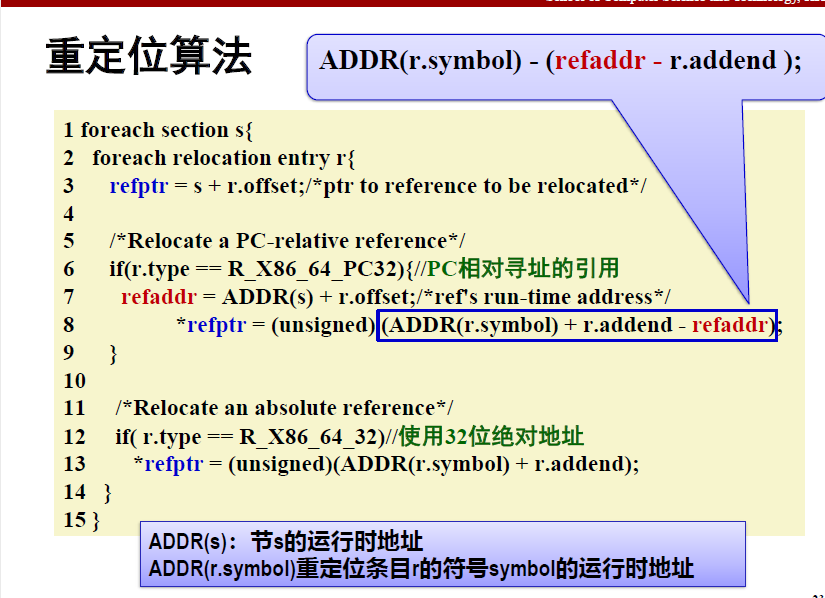 重定位算法
ADDR(r.symbol) - (refaddr - r.addend );
1 foreach section s{
2 foreach relocation entry r{
3 refptr = s + r.offset;/*ptr to reference to be relocated*/
4
5 /*Relocate a PC-relative reference*/
6 if(r.type == R_X86_64_PC32){//PC相对寻址的引用
7 refaddr = ADDR(s) + r.offset;/*ref's run-time address*/
8 *refptr = (unsigned) (ADDR(r.symbol) + r.addend - refaddr);
9 }
10
11 /*Relocate an absolute reference*/
12 if( r.type == R_X86_64_32)//使用32位绝对地址
13 *refptr = (unsigned)(ADDR(r.symbol) + r.addend);
14 }
15 }
ADDR(s)：节s的运行时地址
ADDR(r.symbol)重定位条目r的符号symbol的运行时地址